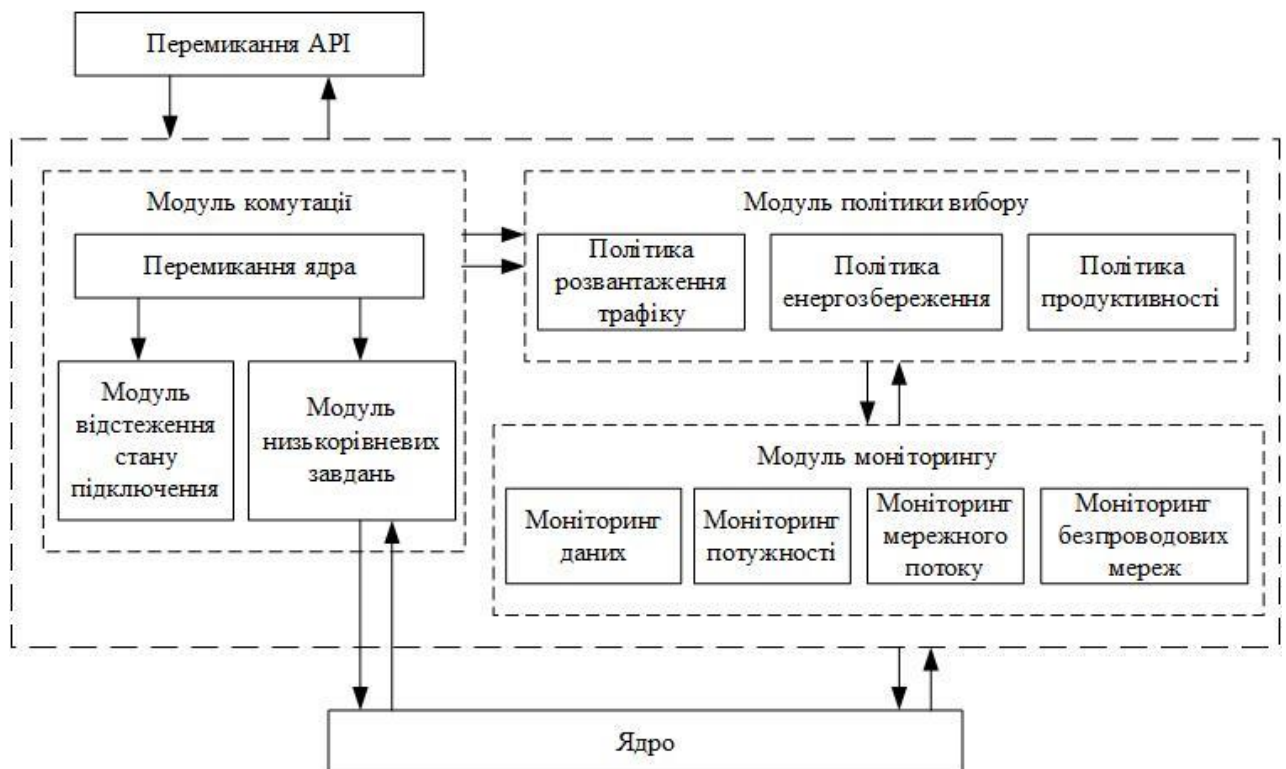 Перемикання API
Модуль комутації
Перемикання ядра
Модуль
відстеження
стану
підключення
Модуль
низькорівневих
завдань
Модуль політики вибору
Політика
розвантаження
трафіку
Політика
енергозбереження
Політика
продуктивності
Модуль моніторингу
Моніторинг
даних
Моніторинг
потужності
Моніторинг
мережного
потоку
Моніторинг
безпроводових
мереж
Ядро